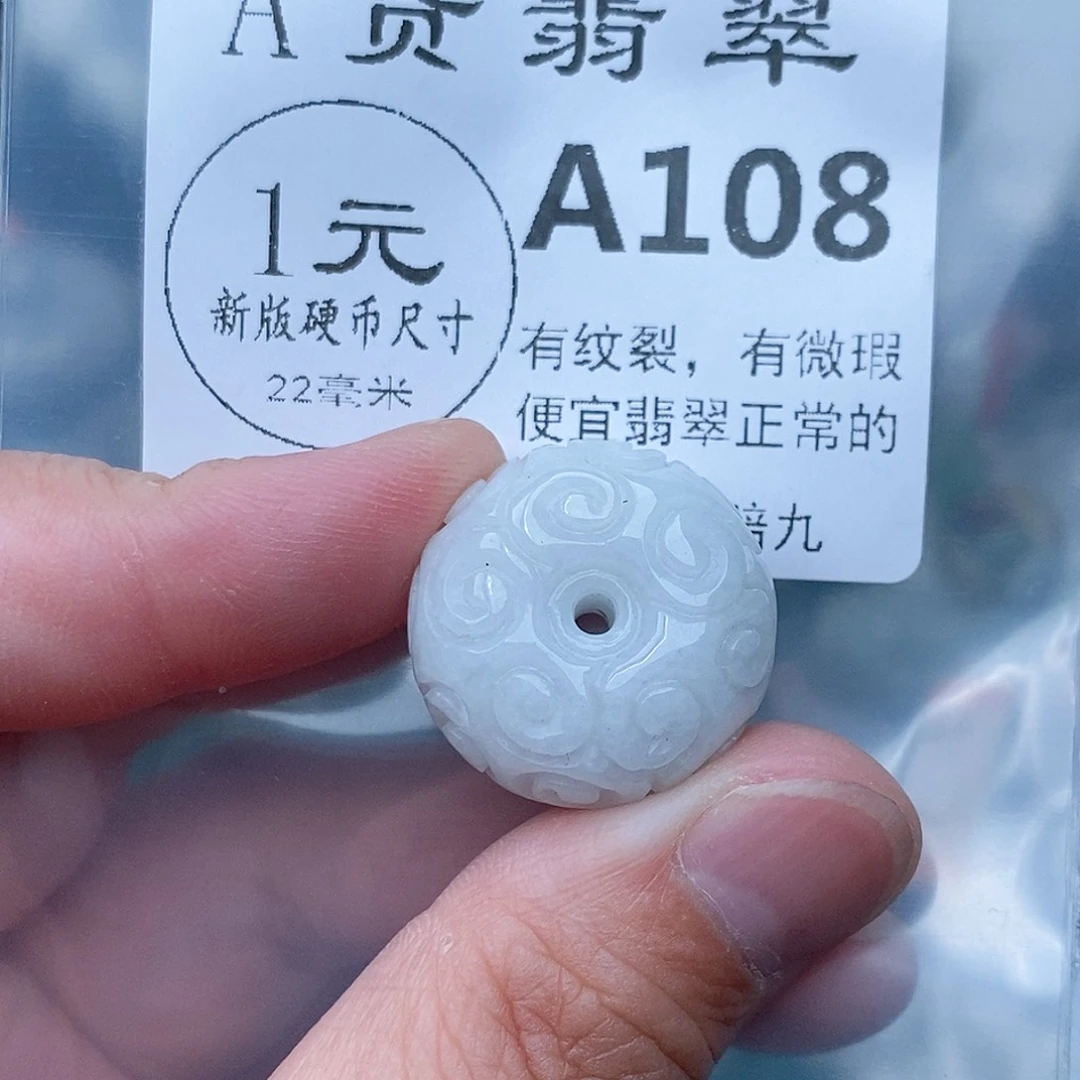 A货翡翠
1元
新版硬币尺寸
22毫米
A108
有纹裂，有微瑕
便宜翡翠正常的
九